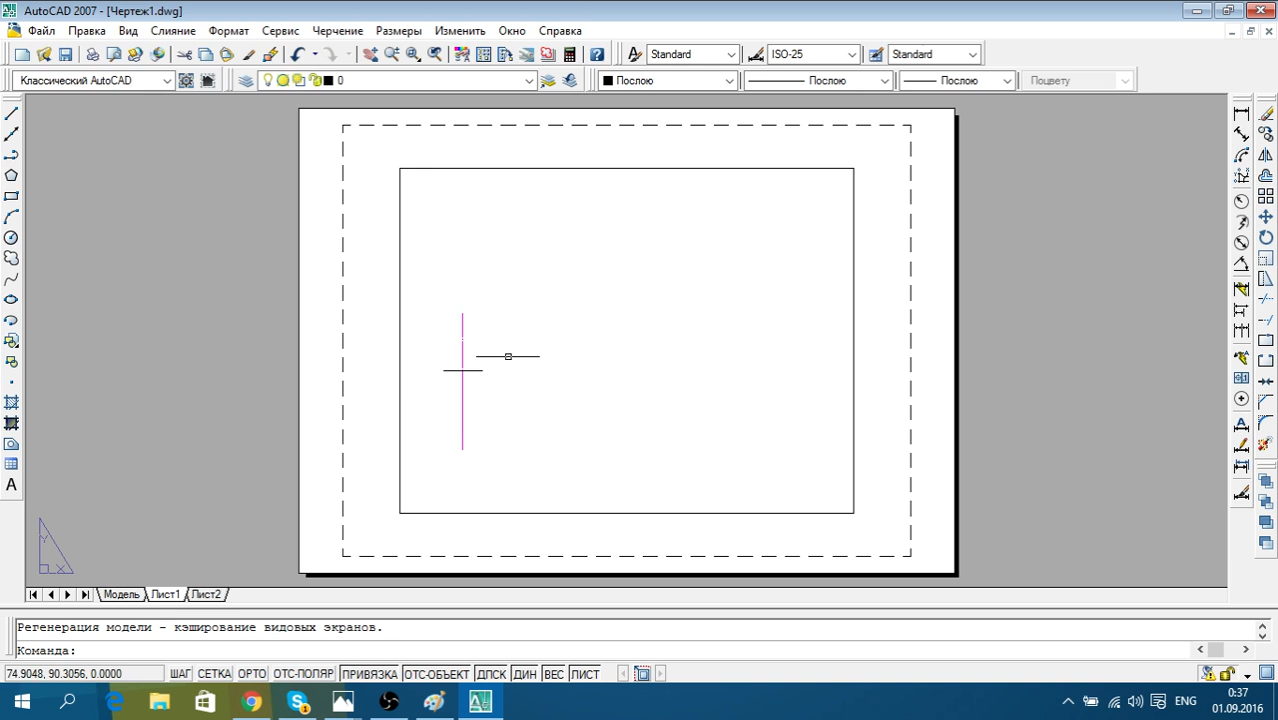 AutoCAD 2007 - [Чертеж1.dwg]
Файл Правка Вид Слияние Формат Сервис Черчение Размеры Изменить Окно Справка
Standard ISO-25 Standard
Классический AutoCAD 0 Послою Послою Послою Поцвету
A
Y
X
Модель Лист1 Лист2
Регенерация модели - кэширование видовых экранов.
Команда:
74.9048, 90.3056, 0.0000 ШАГ СЕТКА ОРТО ОТС-ПОЛЯР ПРИВЯЗКА ОТС-ОБЪЕКТ ДПСК ДИН ВЕС ЛИСТ
ENG
0:37
01.09.2016